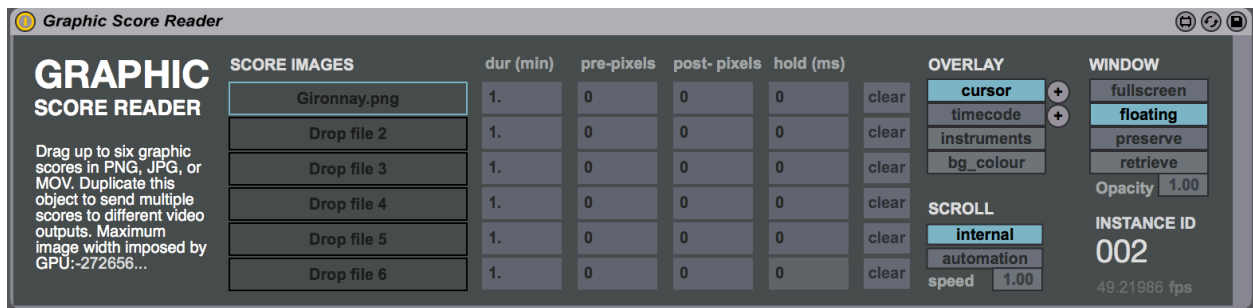 Graphic Score Reader
GRAPHIC
SCORE READER
Drag up to six graphic
scores in PNG, JPG, or
MOV. Duplicate this
object to send multiple
scores to different video
outputs. Maximum
image width imposed by
GPU:-272656...
SCORE IMAGES dur (min) pre-pixels post- pixels hold (ms)
Gironnay.png 1. 0 0 0 clear
Drop file 2 1. 0 0 0 clear
Drop file 3 1. 0 0 0 clear
Drop file 4 1. 0 0 0 clear
Drop file 5 1. 0 0 0 clear
Drop file 6 1. 0 0 0 clear
OVERLAY
cursor +
timecode +
instruments
bg_colour
SCROLL
internal
automation
speed 1.00
WINDOW
fullscreen
floating
preserve
retrieve
Opacity 1.00
INSTANCE ID
002
49.21986 fps